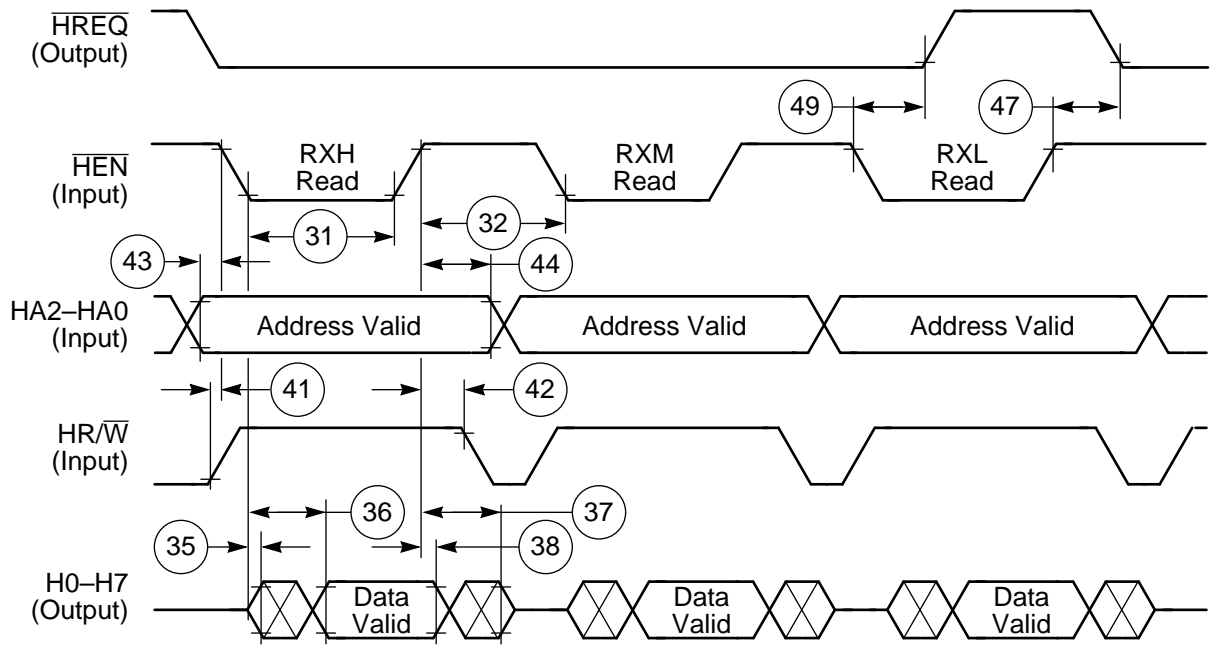 HREQ
(Output)
49
47
HEN
(Input)
RXH
Read
RXM
Read
RXL
Read
31
32
43
44
HA2–HA0
(Input)
Address Valid
Address Valid
Address Valid
41
42
HR/W
(Input)
36
37
35
38
H0–H7
(Output)
Data
Valid
Data
Valid
Data
Valid